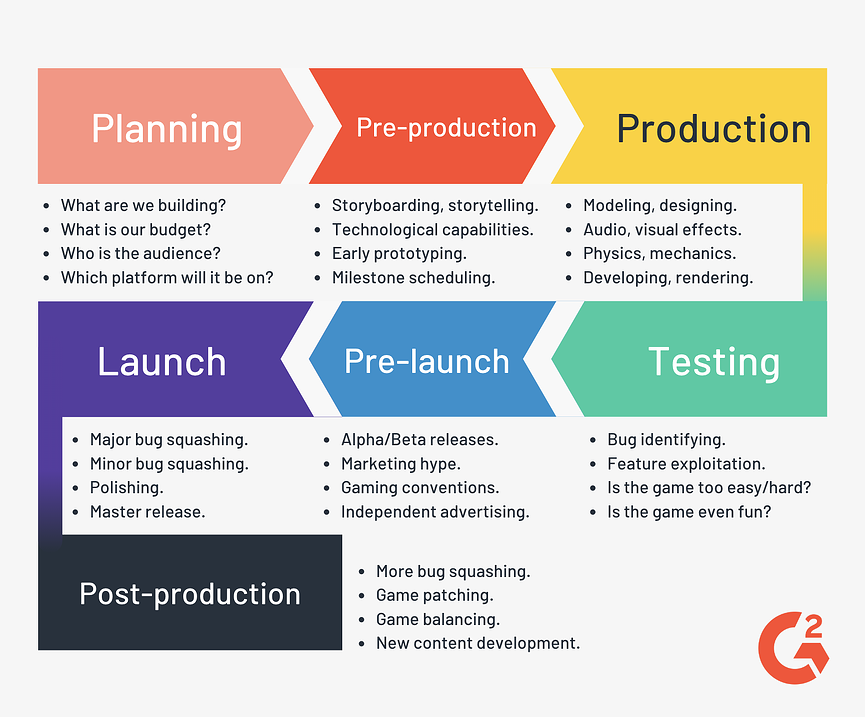 Planning
Pre-production
Production
• What are we building?
• What is our budget?
• Who is the audience?
• Which platform will it be on?
• Storyboarding, storytelling.
• Technological capabilities.
• Early prototyping.
• Milestone scheduling.
• Modeling, designing.
• Audio, visual effects.
• Physics, mechanics.
• Developing, rendering.
Testing
Pre-launch
Launch
• Bug identifying.
• Feature exploitation.
• Is the game too easy/hard?
• Is the game even fun?
• Alpha/Beta releases.
• Marketing hype.
• Gaming conventions.
• Independent advertising.
• Major bug squashing.
• Minor bug squashing.
• Polishing.
• Master release.
Post-production
• More bug squashing.
• Game patching.
• Game balancing.
• New content development.
G2